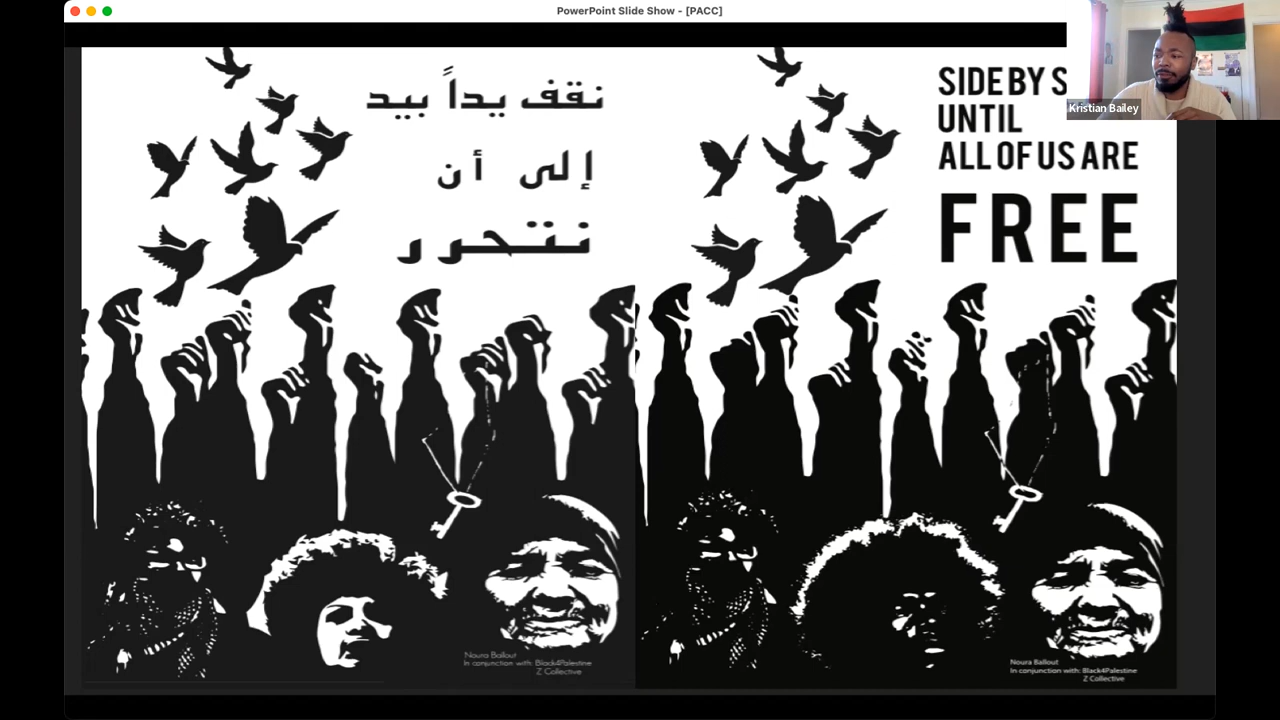 PowerPoint Slide Show - [PACC]
نقف يداً بيد
إلى أن
نتحرر
Noura Ballout
In conjunction with: Black4Palestine
Z Collective
SIDE BY S
UNTIL
ALL OF US ARE
FREE
Noura Ballout
In conjunction with: Black4Palestine
Z Collective
Kristian Bailey